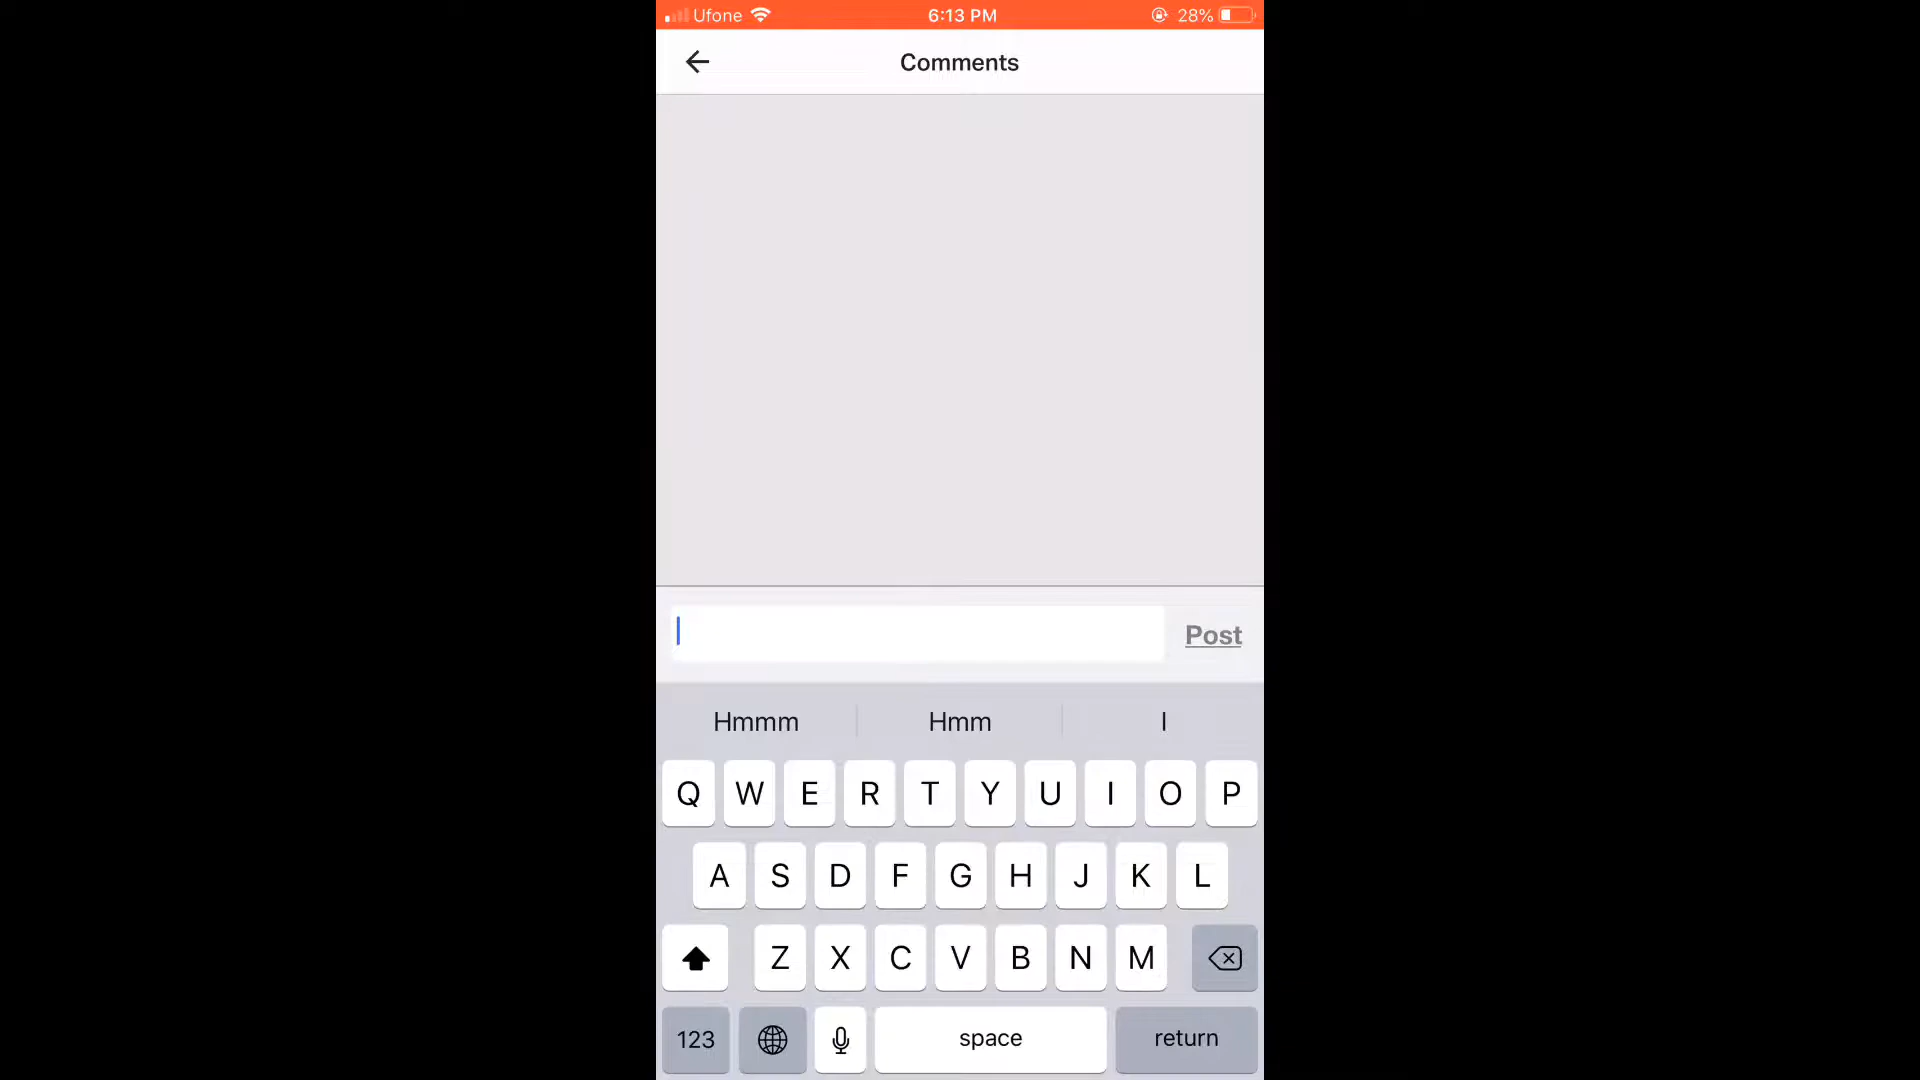 Ufone 6:13 PM 28%
Comments
Post
Hmmm Hmm I
Q W E R T Y U I O P
A S D F G H J K L
Z X C V B N M
123 space return